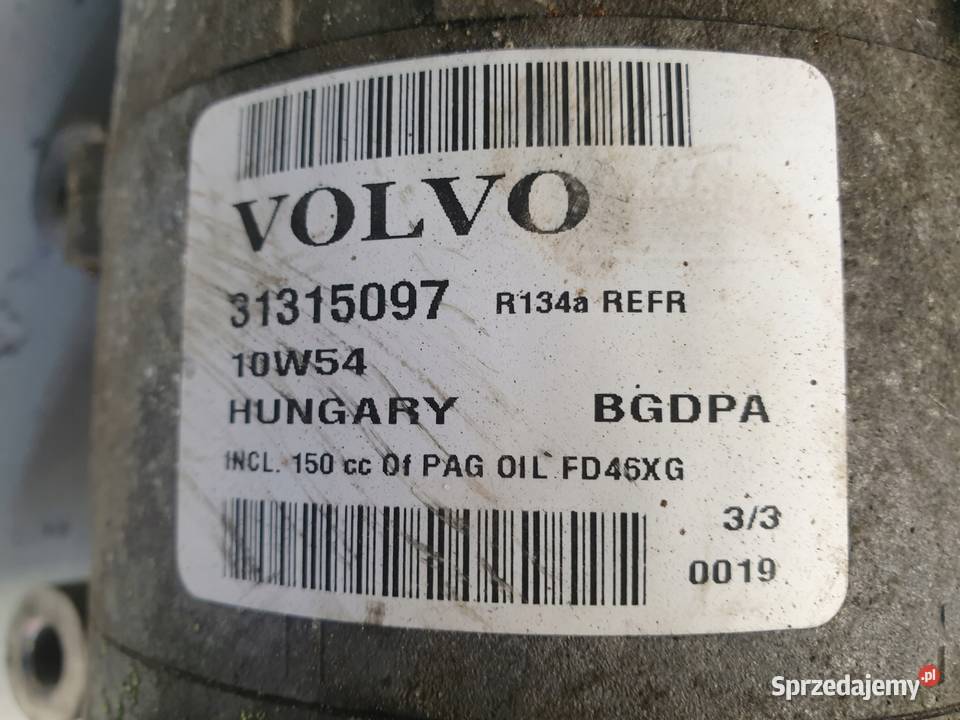 VOLVO
31315097 R134a REFR
10W54
HUNGARY BGDPA
INCL. 150 cc Of PAG OIL FD46XG
3/3
0019
Sprzedajemy.pl